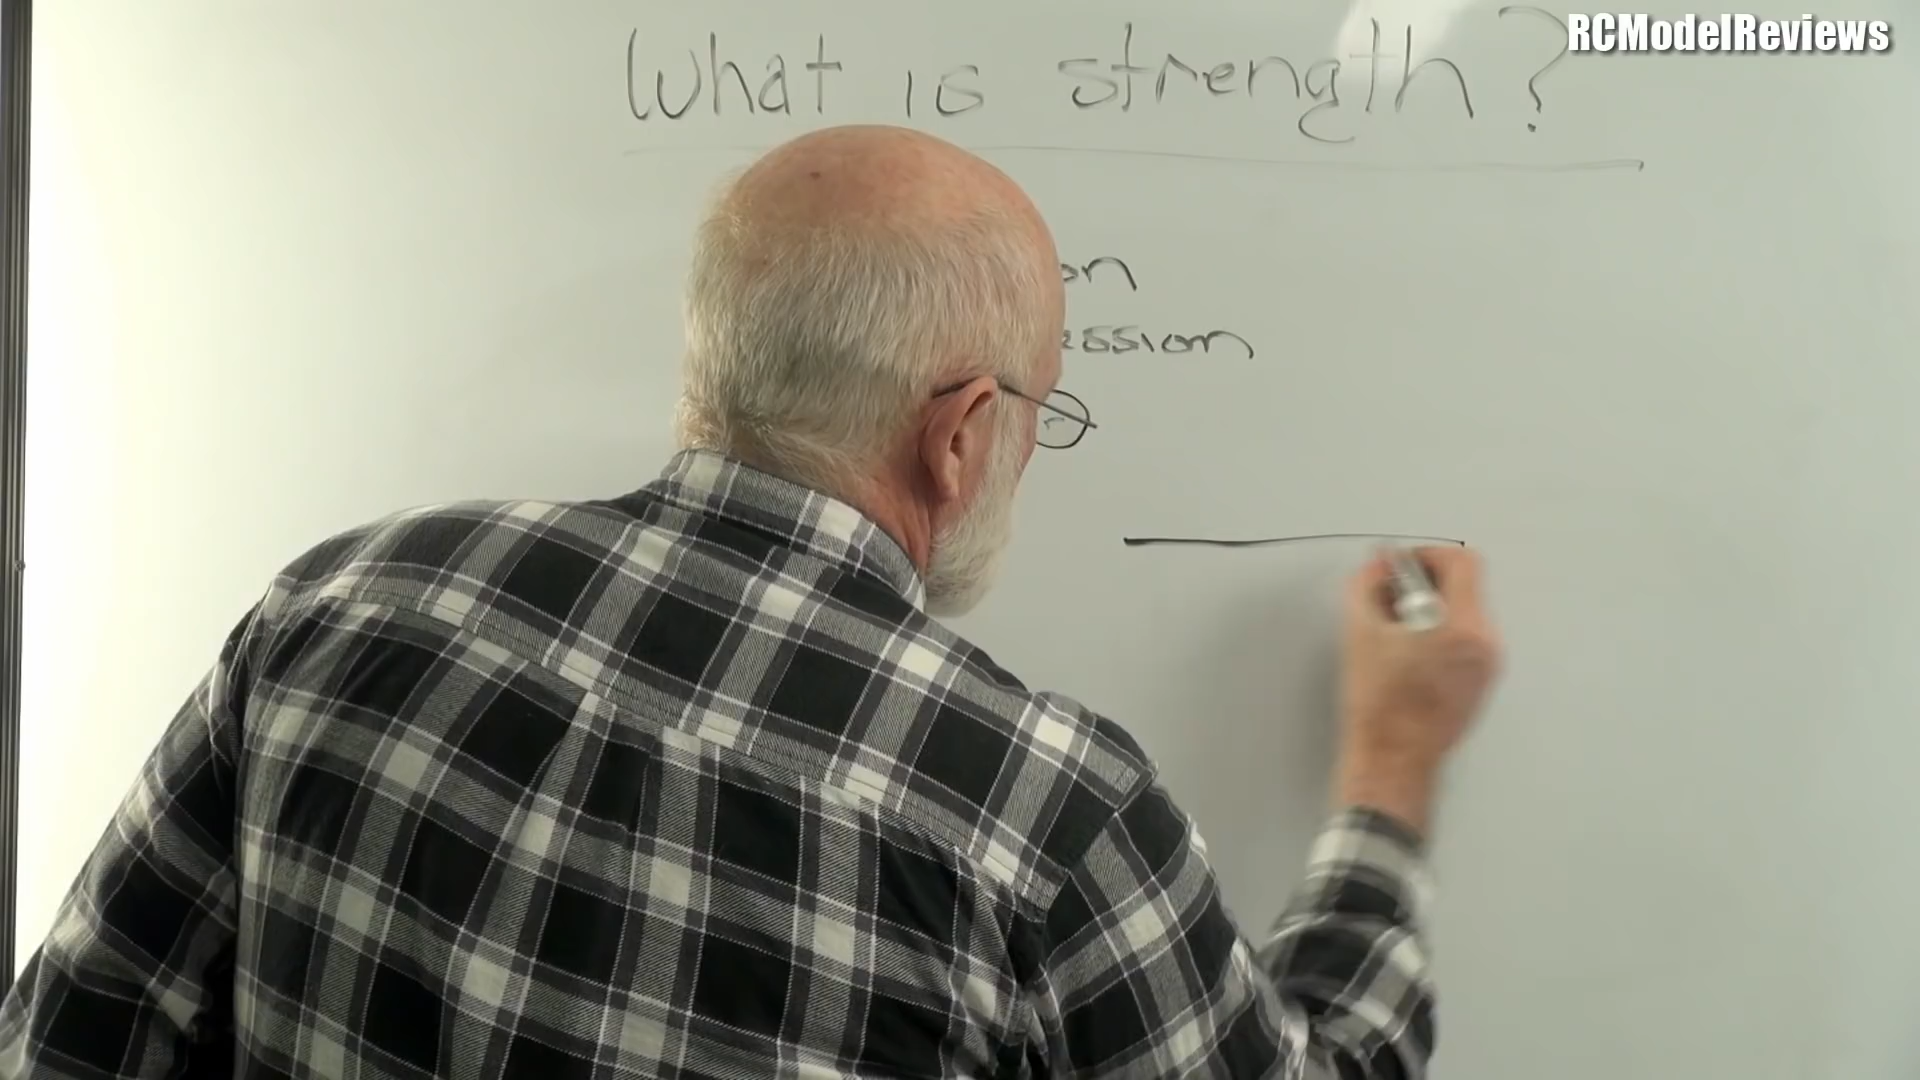 RCModelReviews
What is strength?
on
ession
r